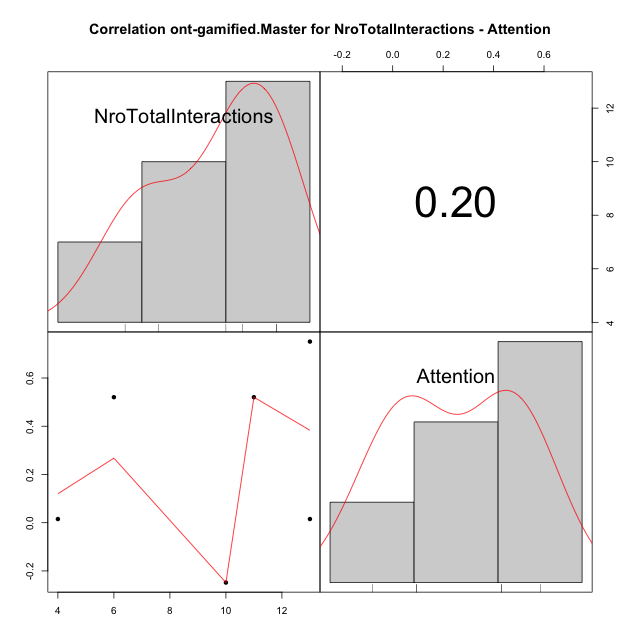 Correlation ont-gamified.Master for NroTotalInteractions - Attention
-0.2 0.0 0.2 0.4 0.6
NroTotalInteractions
0.20
12
10
8
6
4
Attention
0.6
0.4
0.2
0.0
-0.2
4 6 8 10 12